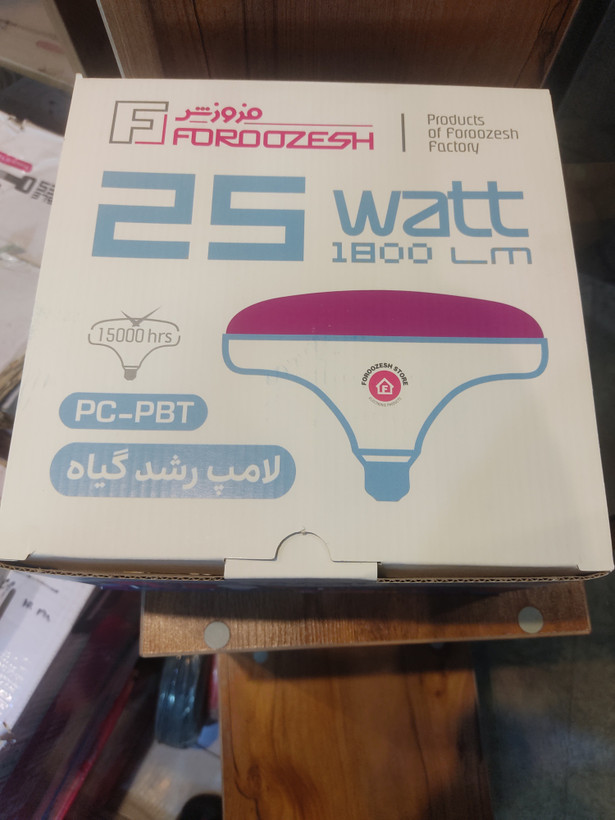 فروزش
FOROOZESH
Products
of Foroozesh
Factory
25 watt
1800 Lm
15000 hrs
FOROOZESH STORE
PC-PBT
لامپ رشد گیاه